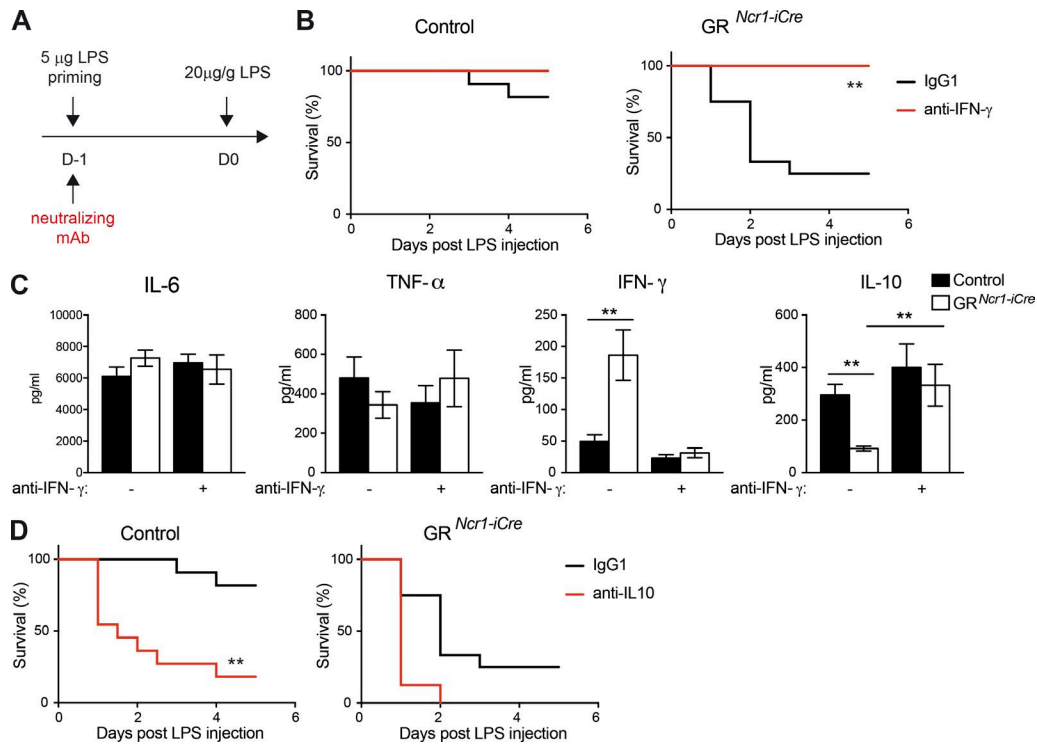 A
5 μg LPS
priming
20μg/g LPS
D-1
D0
neutralizing
mAb
B
Control
Survival (%)
100
50
0
0 2 4 6
Days post LPS injection
GR Ncr1-iCre
Survival (%)
100
50
0
0 2 4 6
Days post LPS injection
**
IgG1
anti-IFN-γ
C
IL-6
pg/ml
10000
8000
6000
4000
2000
0
anti-IFN- γ: - +
TNF- α
pg/ml
800
600
400
200
0
anti-IFN-γ: - +
IFN- γ
pg/ml
250
200
150
100
50
0
**
anti-IFN- γ: - +
IL-10
pg/ml
600
400
200
0
**
**
anti-IFN- γ: - +
Control
GR Ncr1-iCre
D
Control
Survival (%)
100
50
0
0 2 4 6
**
Days post LPS injection
GR Ncr1-iCre
Survival (%)
100
50
0
0 2 4 6
Days post LPS injection
IgG1
anti-IL10